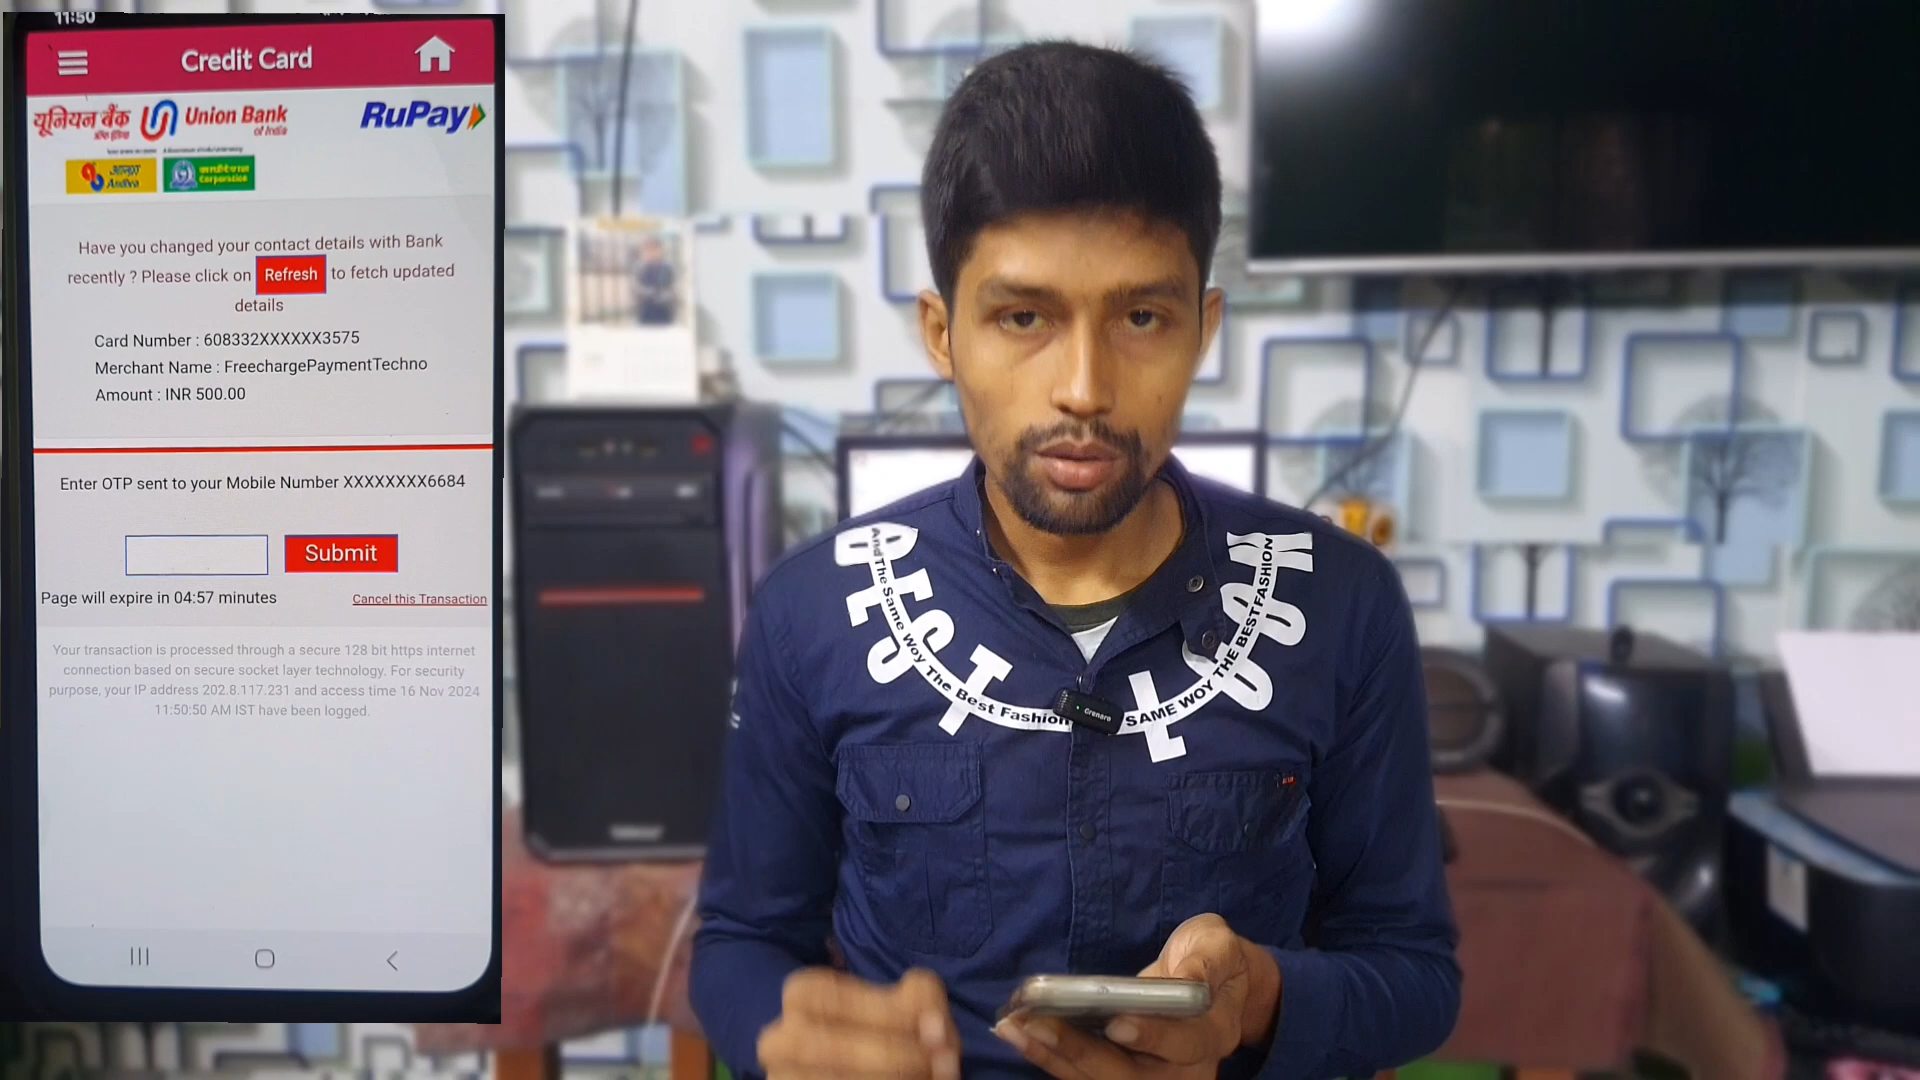 11:50
Credit Card
यूनियन बैंक Union Bank
of India
RuPay
Andhra
Corporation
Have you changed your contact details with Bank
recently ? Please click on Refresh to fetch updated
details
Card Number : 608332XXXXXX3575
Merchant Name : FreechargePaymentTechno
Amount : INR 500.00
Enter OTP sent to your Mobile Number XXXXXXXX6684
Submit
Page will expire in 04:57 minutes
Cancel this Transaction
Your transaction is processed through a secure 128 bit https internet
connection based on secure socket layer technology. For security
purpose, your IP address 202.8.117.231 and access time 16 Nov 2024
11:50:50 AM IST have been logged.
And The Same Woy The Best Fashion
SAME WOY THE BEST FASHION
Grenaro